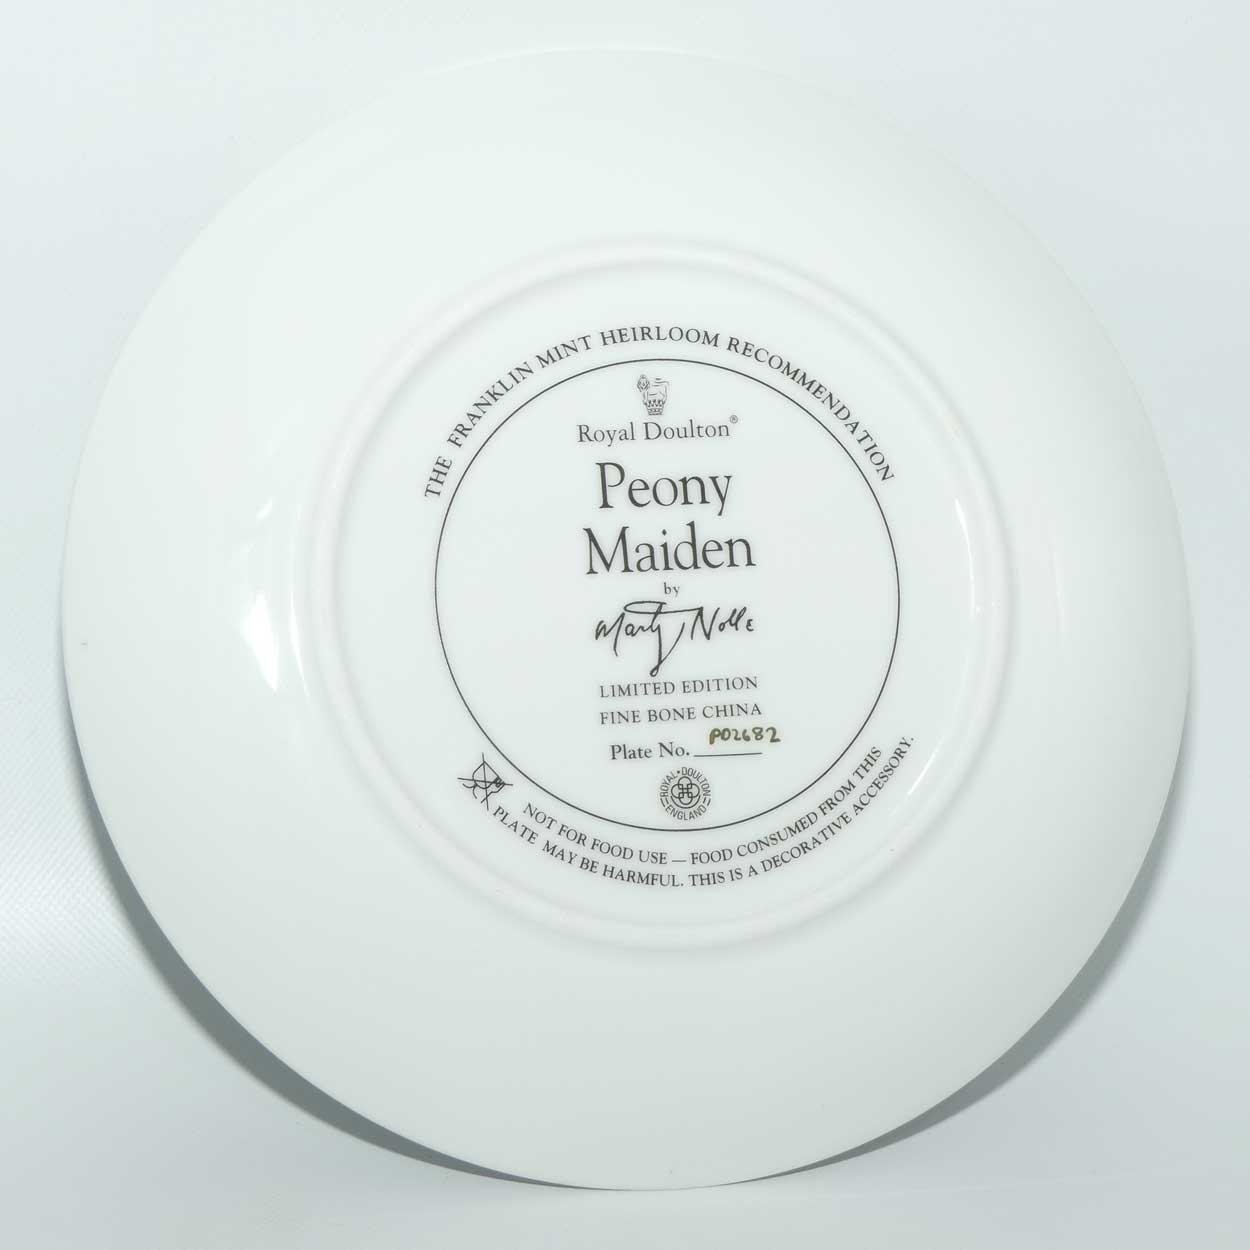 THE FRANKLIN MINT HEIRLOOM RECOMMENDATION
Royal Doulton®
Peony
Maiden
by
Marty Nolle
LIMITED EDITION
FINE BONE CHINA
Plate No. P02682
ROYAL • DOULTON
ENGLAND
NOT FOR FOOD USE — FOOD CONSUMED FROM THIS
PLATE MAY BE HARMFUL. THIS IS A DECORATIVE ACCESSORY.